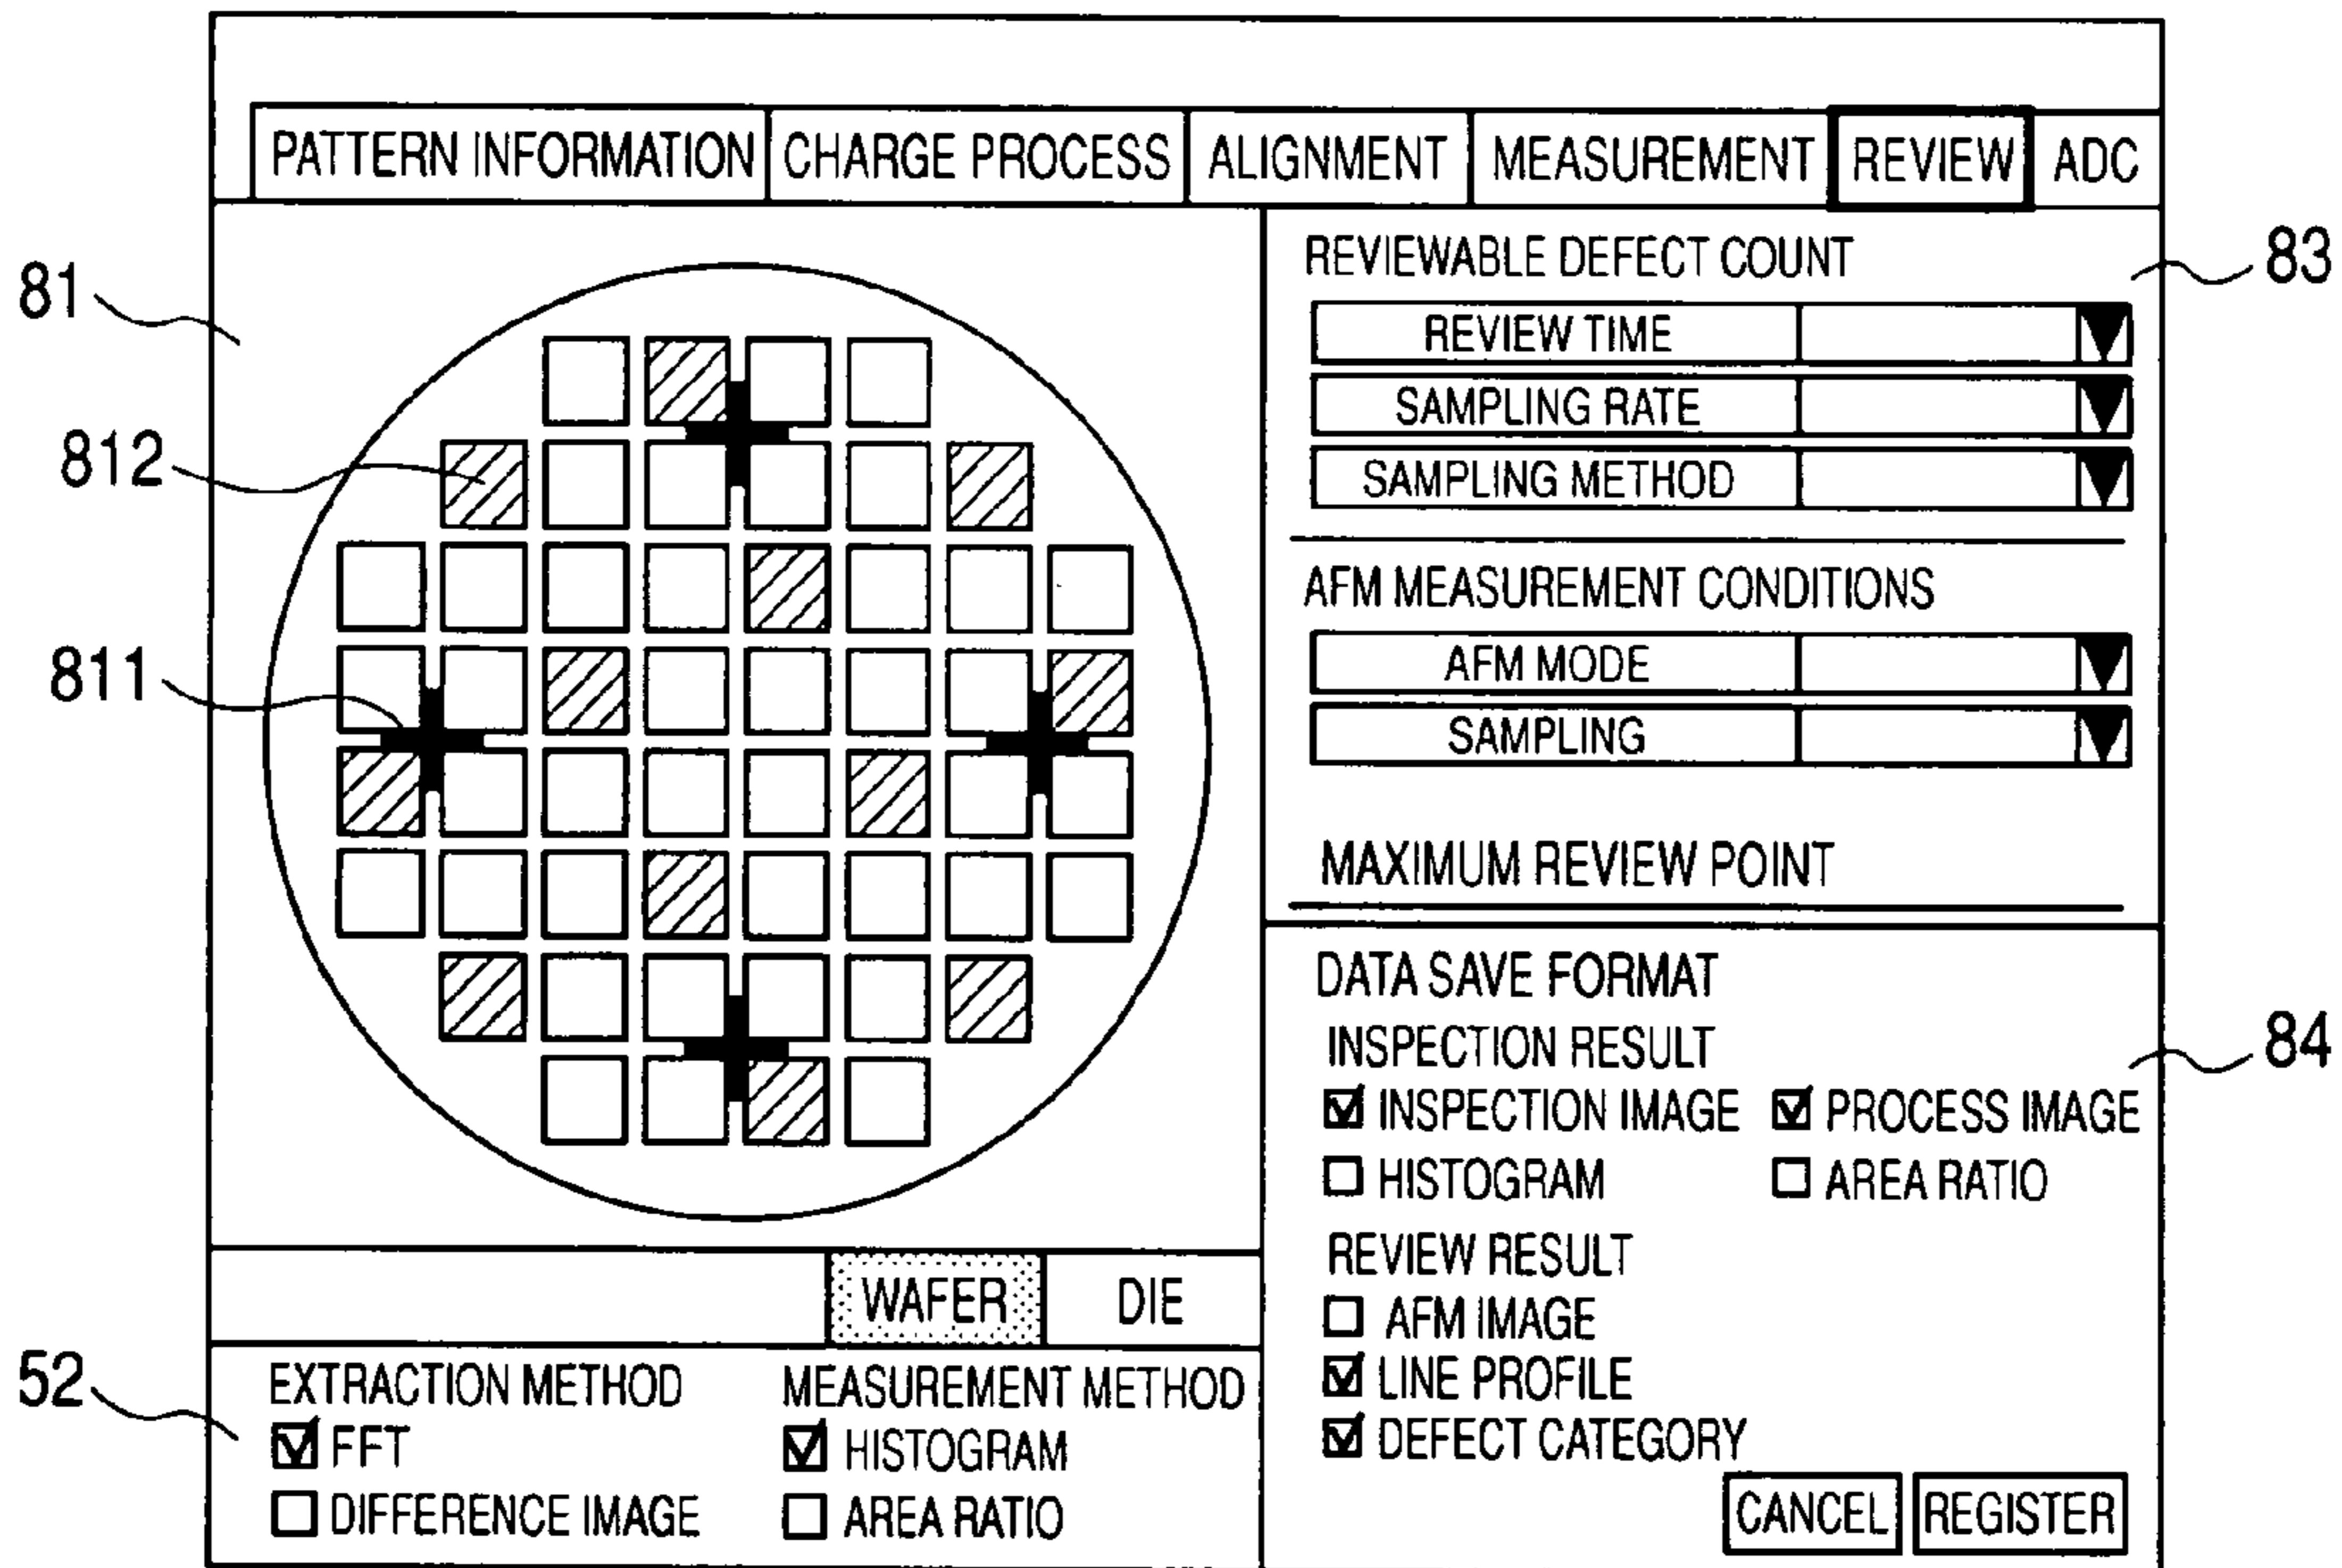 PATTERN INFORMATION CHARGE PROCESS ALIGNMENT MEASUREMENT REVIEW ADC
81
812
811
WAFER DIE
52
EXTRACTION METHOD MEASUREMENT METHOD
FFT HISTOGRAM
DIFFERENCE IMAGE AREA RATIO
REVIEWABLE DEFECT COUNT
83
REVIEW TIME
SAMPLING RATE
SAMPLING METHOD
AFM MEASUREMENT CONDITIONS
AFM MODE
SAMPLING
MAXIMUM REVIEW POINT
DATA SAVE FORMAT
INSPECTION RESULT
84
INSPECTION IMAGE PROCESS IMAGE
HISTOGRAM AREA RATIO
REVIEW RESULT
AFM IMAGE
LINE PROFILE
DEFECT CATEGORY
CANCEL REGISTER